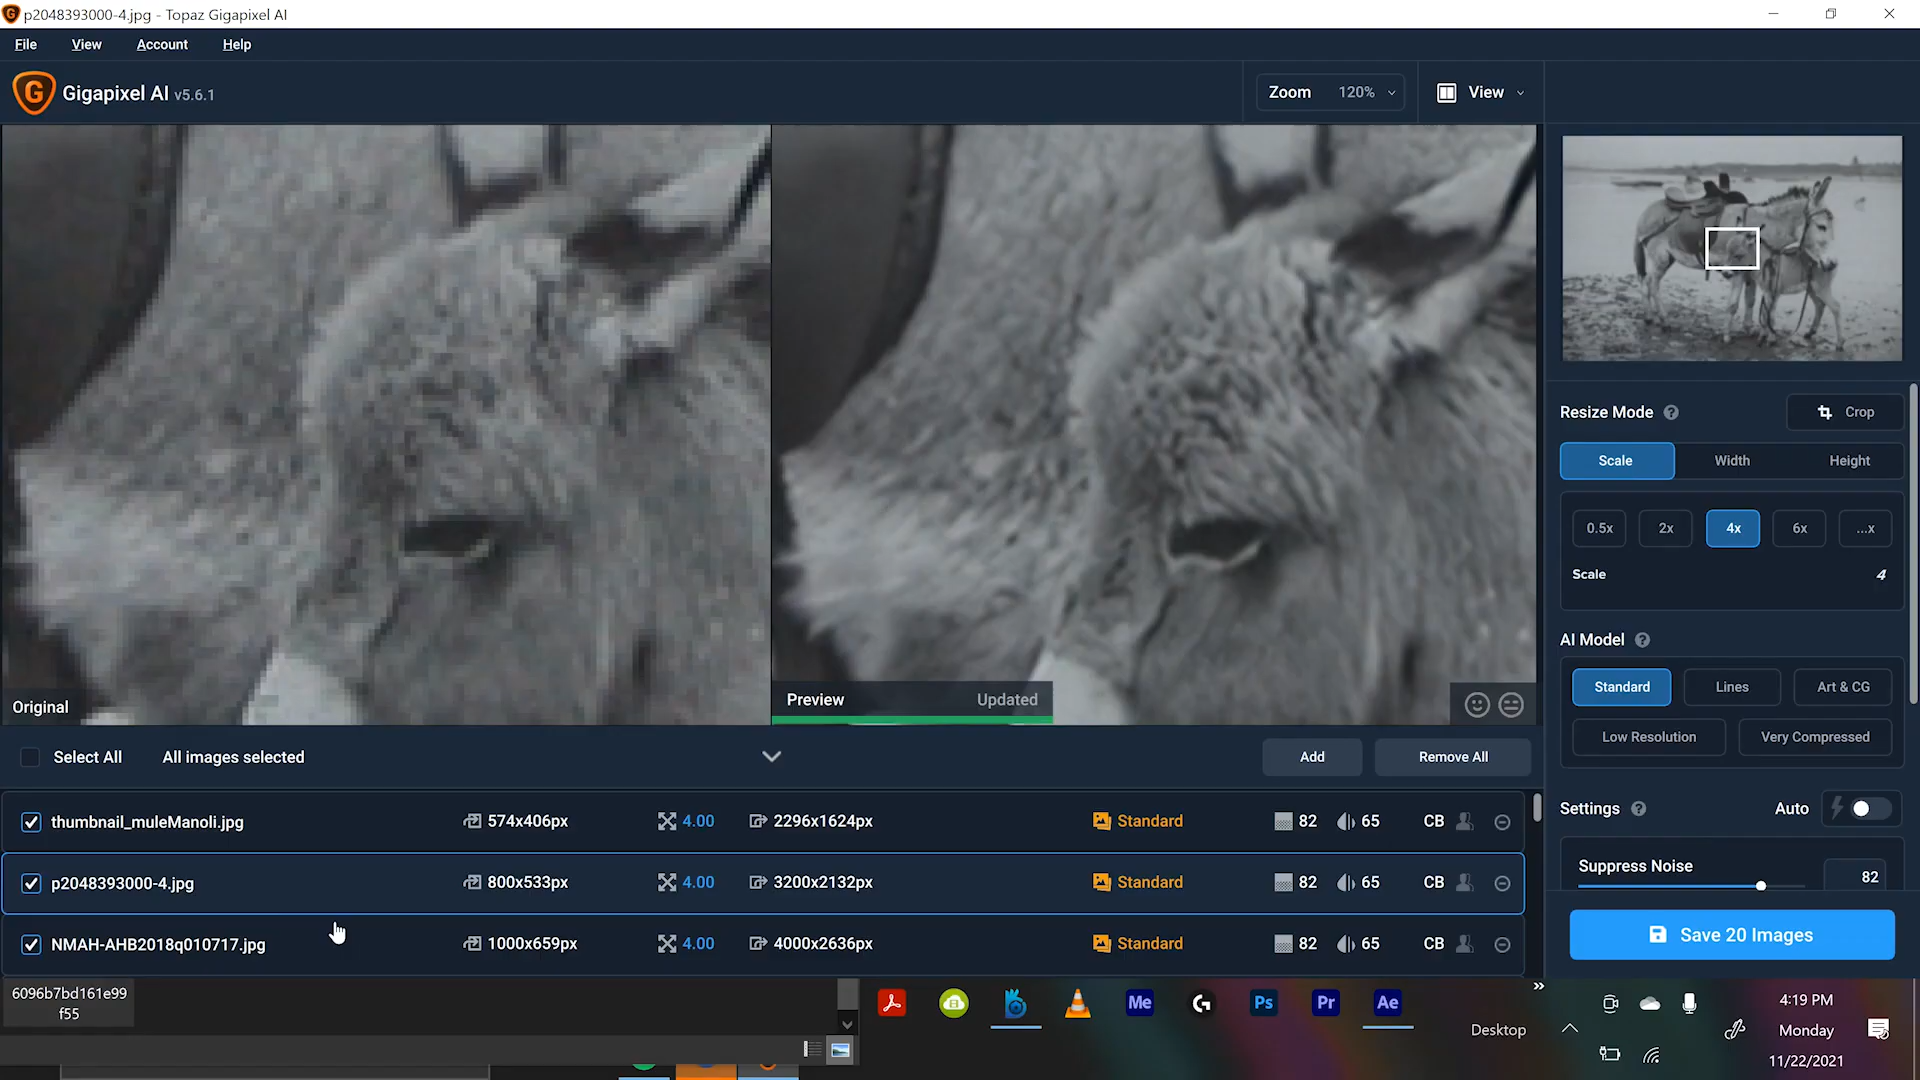 p2048393000-4.jpg - Topaz Gigapixel AI
File View Account Help
Gigapixel AI v5.6.1
Zoom 120% View
Original
Preview Updated
Resize Mode Crop
Scale Width Height
0.5x 2x 4x 6x ...x
Scale 4
AI Model
Standard Lines Art & CG
Low Resolution Very Compressed
Settings Auto
Suppress Noise 82
Save 20 Images
Select All All images selected Add Remove All
thumbnail_muleManoli.jpg 574x406px 4.00 2296x1624px Standard 82 65 CB
p2048393000-4.jpg 800x533px 4.00 3200x2132px Standard 82 65 CB
NMAH-AHB2018q010717.jpg 1000x659px 4.00 4000x2636px Standard 82 65 CB
6096b7bd161e99
f55
Me Ps Pr Ae
Desktop
4:19 PM
Monday
11/22/2021